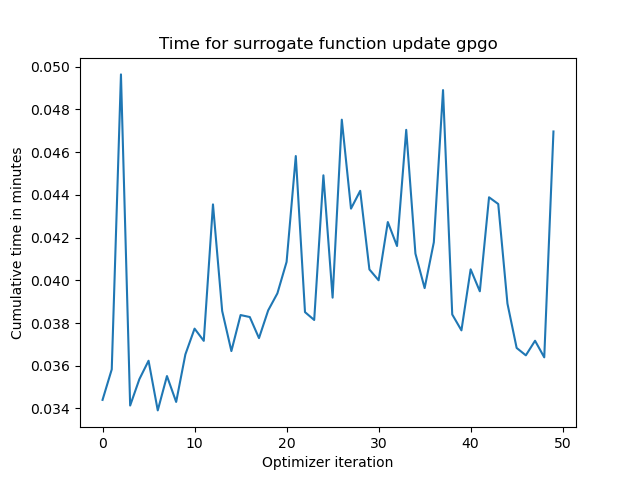 Time for surrogate function update gpgo
Cumulative time in minutes
0.050
0.048
0.046
0.044
0.042
0.040
0.038
0.036
0.034
0 10 20 30 40 50
Optimizer iteration